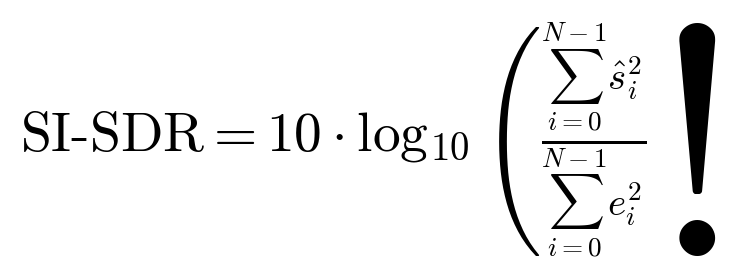 SI-SDR = 10 · log₁₀ ( ∑_{i=0}^{N−1} ŝ_i² / ∑_{i=0}^{N−1} e_i² !